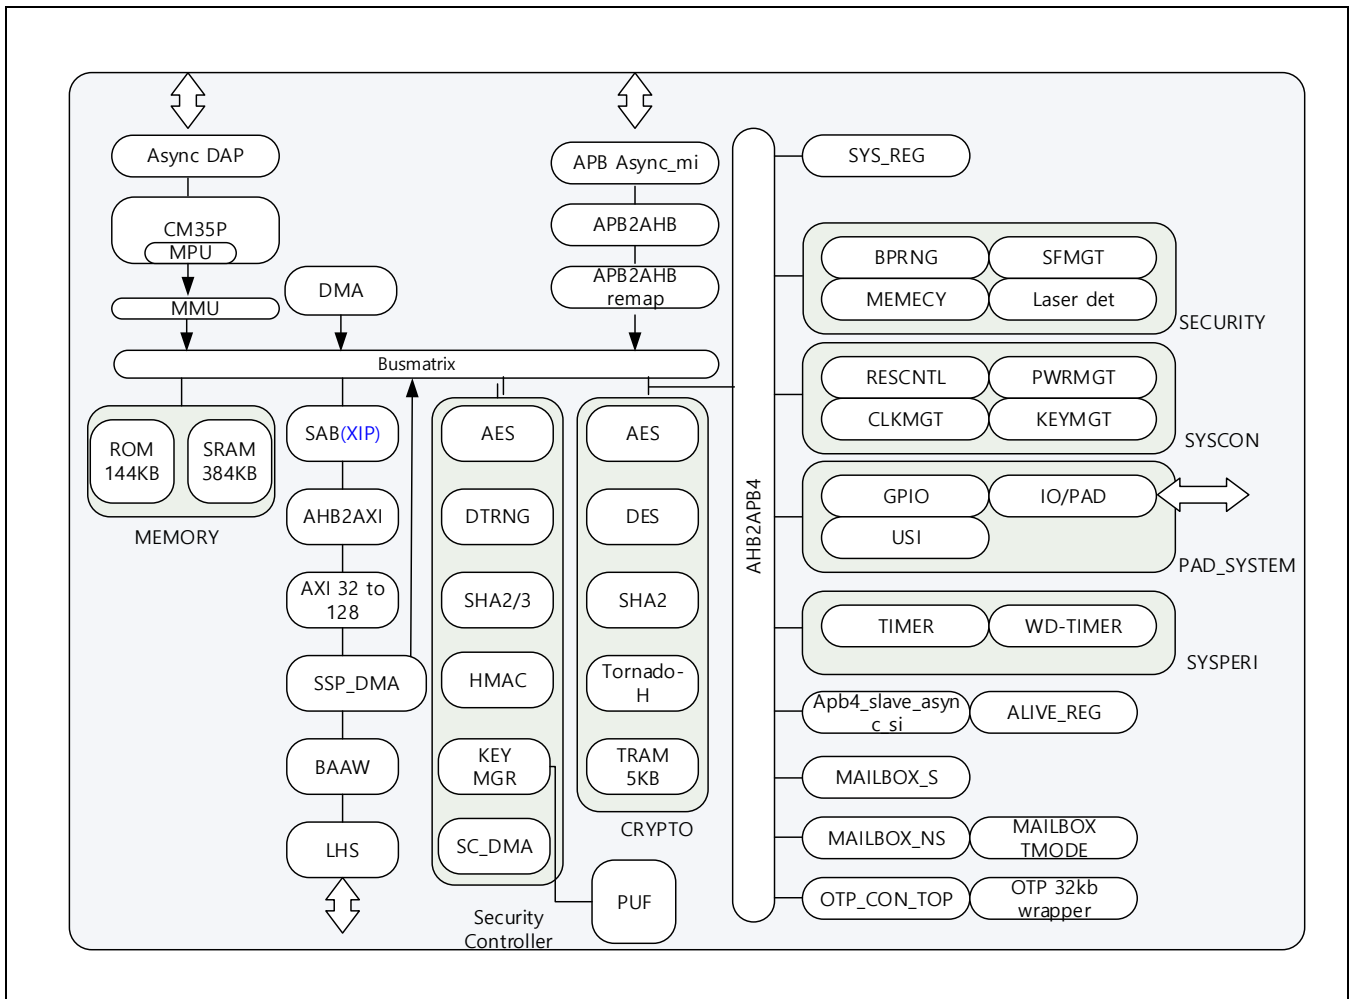 Async DAP
CM35P
MPU
MMU
DMA
APB Async_mi
APB2AHB
APB2AHB
remap
Busmatrix
ROM
144KB
SRAM
384KB
MEMORY
SAB(XIP)
AHB2AXI
AXI 32 to
128
SSP_DMA
BAAW
LHS
AES
DTRNG
SHA2/3
HMAC
KEY
MGR
SC_DMA
Security
Controller
AES
DES
SHA2
Tornado-
H
TRAM
5KB
CRYPTO
PUF
AHB2APB4
SYS_REG
BPRNG
SFMGT
MEMECY
Laser det
SECURITY
RESCNTL
PWRMGT
CLKMGT
KEYMGT
SYSCON
GPIO
IO/PAD
USI
PAD_SYSTEM
TIMER
WD-TIMER
SYSPERI
Apb4_slave_asyn
c_si
ALIVE_REG
MAILBOX_S
MAILBOX_NS
MAILBOX
TMODE
OTP_CON_TOP
OTP 32kb
wrapper